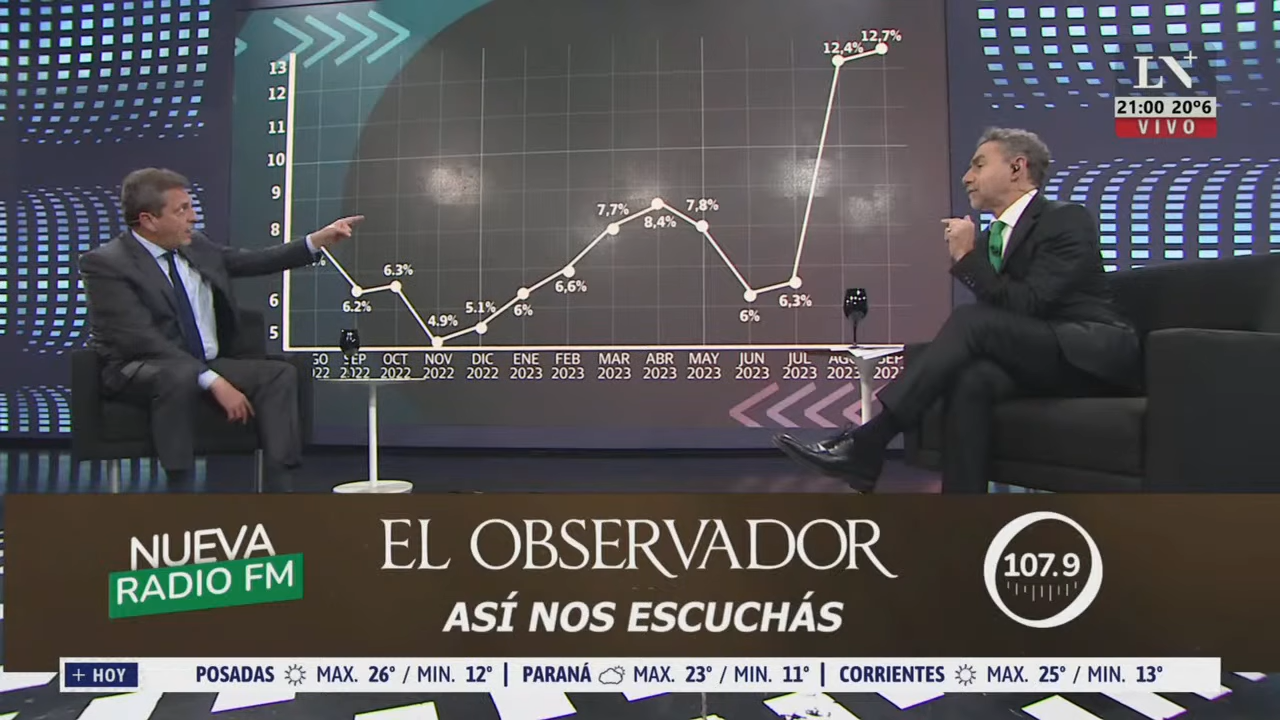 12,7%
12,4%
13
12
11
10
9
8
6
5
LN+
21:00 20º6
VIVO
7,7%
8,4%
7,8%
6.2%
6.3%
4.9%
5.1%
6%
6,6%
6%
6,3%
SEP OCT NOV DIC ENE FEB MAR ABR MAY JUN JUL
2022 2022 2022 2022 2023 2023 2023 2023 2023 2023 2023 2023
NUEVA
RADIO FM
EL OBSERVADOR
ASÍ NOS ESCUCHÁS
107.9
+ HOY POSADAS MAX. 26° / MIN. 12° | PARANÁ MAX. 23° / MIN. 11° | CORRIENTES MAX. 25° / MIN. 13°